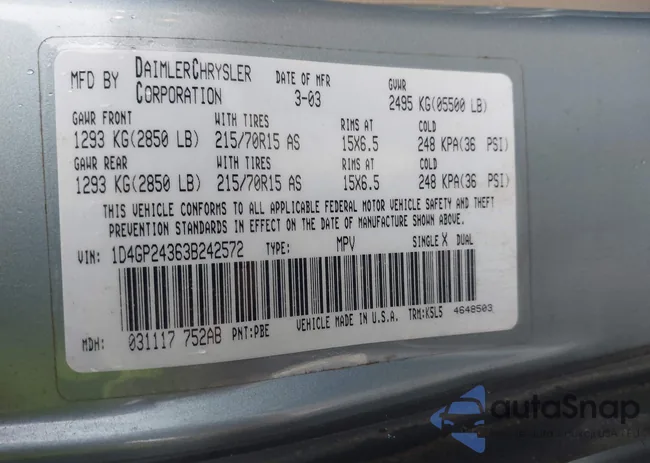 MFD BY DAIMLERCHRYSLER CORPORATION DATE OF MFR 3-03 GVWR 2495 KG(05500 LB)
GAWR FRONT WITH TIRES RIMS AT COLD
1293 KG(2850 LB) 215/70R15 AS 15X6.5 248 KPA(36 PSI)
GAWR REAR WITH TIRES RIMS AT COLD
1293 KG(2850 LB) 215/70R15 AS 15X6.5 248 KPA(36 PSI)
THIS VEHICLE CONFORMS TO ALL APPLICABLE FEDERAL MOTOR VEHICLE SAFETY AND THEFT
PREVENTION STANDARDS IN EFFECT ON THE DATE OF MANUFACTURE SHOWN ABOVE.
VIN: 1D4GP24363B242572 TYPE: MPV SINGLE X DUAL
MDH: 031117 752AB PNT:PBE VEHICLE MADE IN U.S.A. TRM:K5L5 4648503
autoSnap